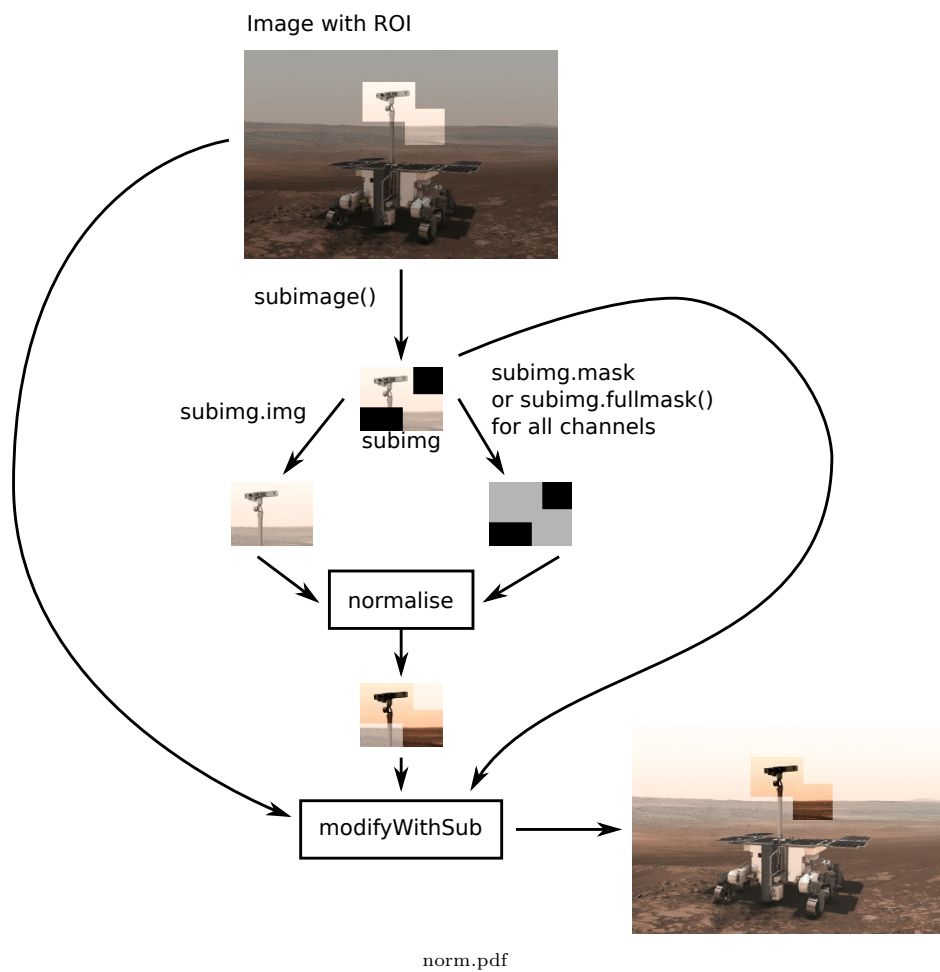 Image with ROI
subimage()
subimg.mask
or subimg.fullmask()
for all channels
subimg.img
subimg
normalise
modifyWithSub
norm.pdf